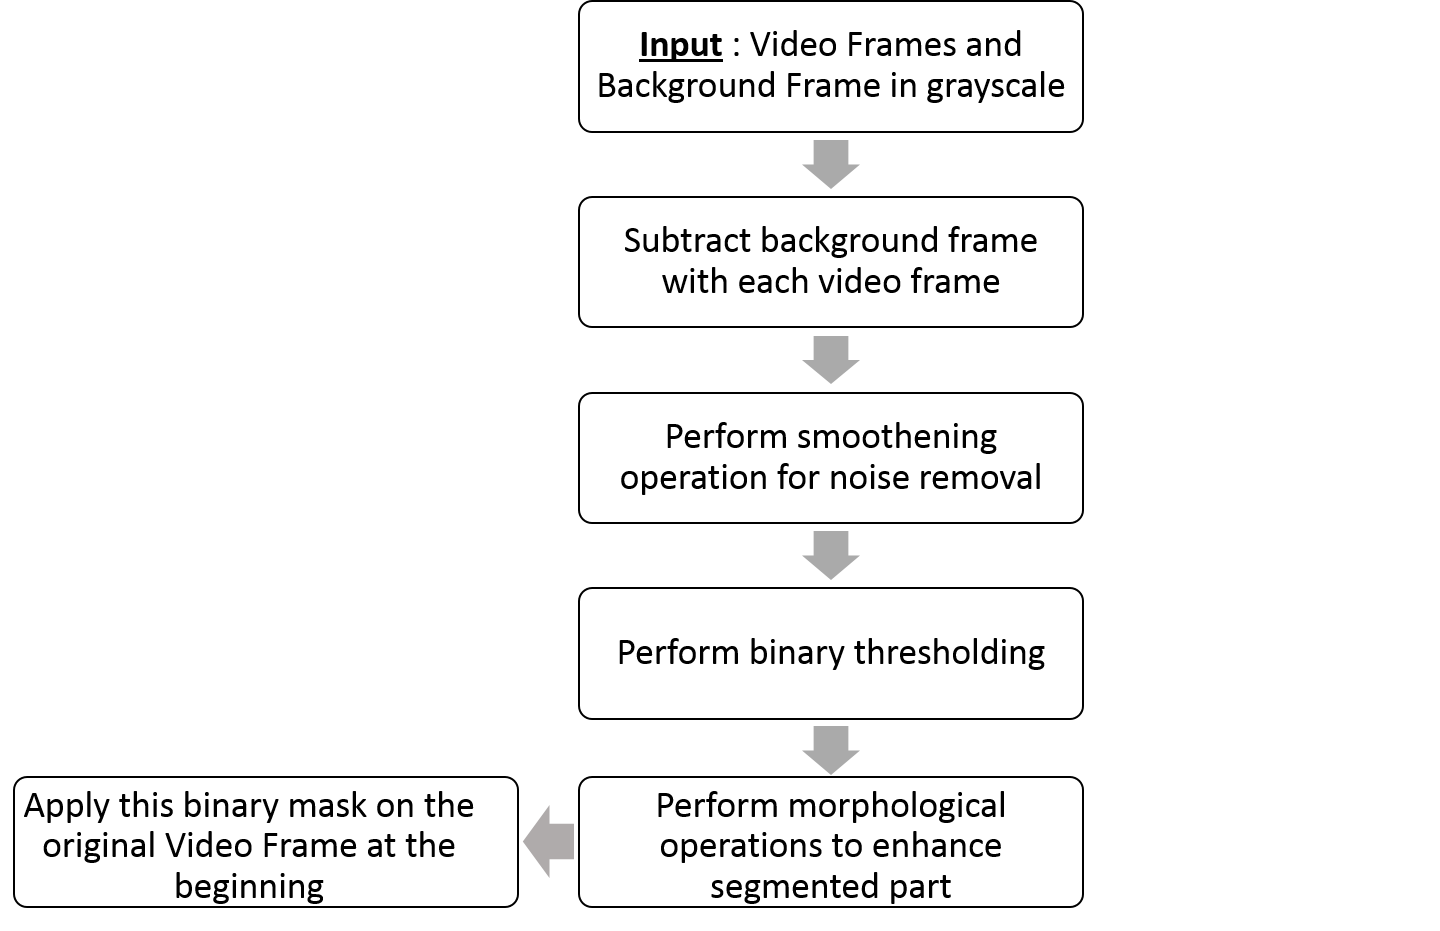 Input : Video Frames and
Background Frame in grayscale
Subtract background frame
with each video frame
Perform smoothening
operation for noise removal
Perform binary thresholding
Perform morphological
operations to enhance
segmented part
Apply this binary mask on the
original Video Frame at the
beginning